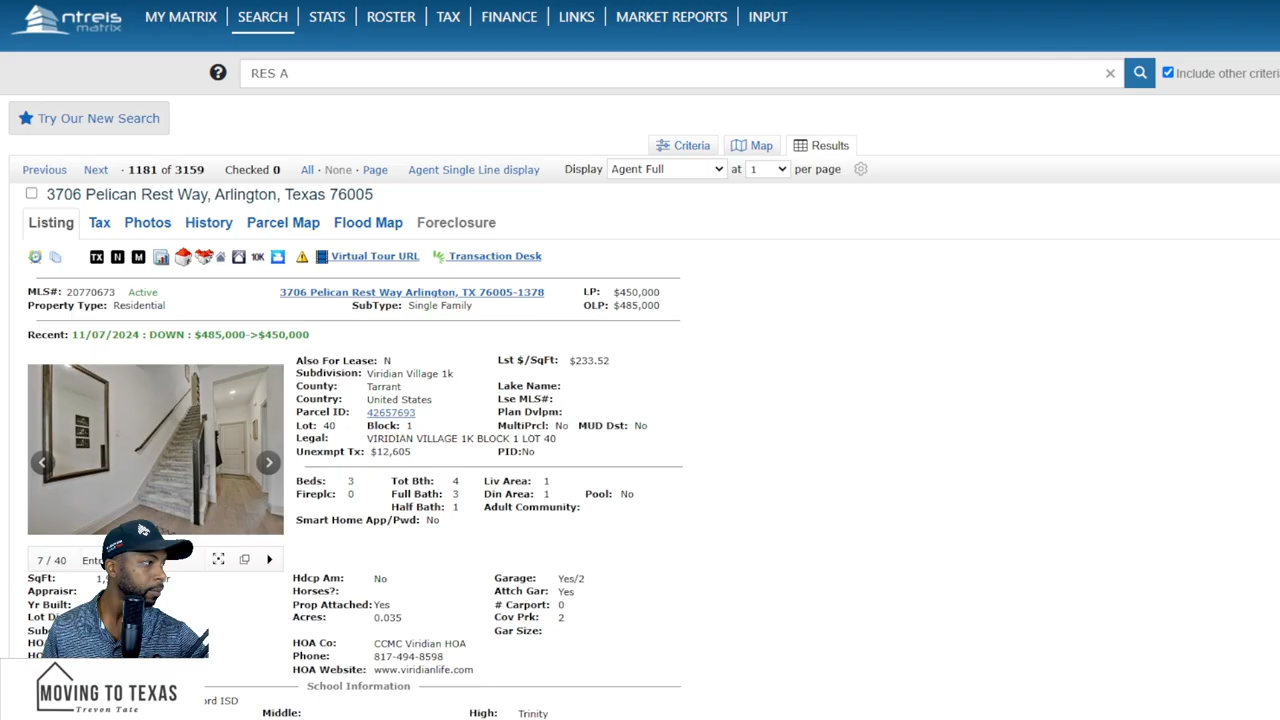 ntreis matrix
MY MATRIX SEARCH STATS ROSTER TAX FINANCE LINKS MARKET REPORTS INPUT
? RES A × Include other criteri
Try Our New Search
Criteria Map Results
Previous Next · 1181 of 3159 Checked 0 All · None · Page Agent Single Line display Display Agent Full at 1 per page
3706 Pelican Rest Way, Arlington, Texas 76005
Listing Tax Photos History Parcel Map Flood Map Foreclosure
TX N M 10K Virtual Tour URL Transaction Desk
MLS#: 20770673 Active 3706 Pelican Rest Way Arlington, TX 76005-1378 LP: $450,000
Property Type: Residential SubType: Single Family OLP: $485,000
Recent: 11/07/2024 : DOWN : $485,000->$450,000
Also For Lease: N Lst $/SqFt: $233.52
Subdivision: Viridian Village 1k
County: Tarrant Lake Name:
Country: United States Lse MLS#:
Parcel ID: 42657693 Plan Dvlpm:
Lot: 40 Block: 1 MultiPrcl: No MUD Dst: No
Legal: VIRIDIAN VILLAGE 1K BLOCK 1 LOT 40
Unexmpt Tx: $12,605 PID:No
Beds: 3 Tot Bth: 4 Liv Area: 1
Fireplc: 0 Full Bath: 3 Din Area: 1 Pool: No
Half Bath: 1 Adult Community:
Smart Home App/Pwd: No
7 / 40
SqFt: Hdcp Am: No Garage: Yes/2
Appraisr: Horses?: Attch Gar: Yes
Yr Built: Prop Attached: Yes # Carport: 0
Lot Di Acres: 0.035 Cov Prk: 2
Sub Gar Size:
HO HOA Co: CCMC Viridian HOA
HO Phone: 817-494-8598
HOA Website: www.viridianlife.com
School Information
MOVING TO TEXAS
Trevon Tate
ord ISD
Middle: High: Trinity